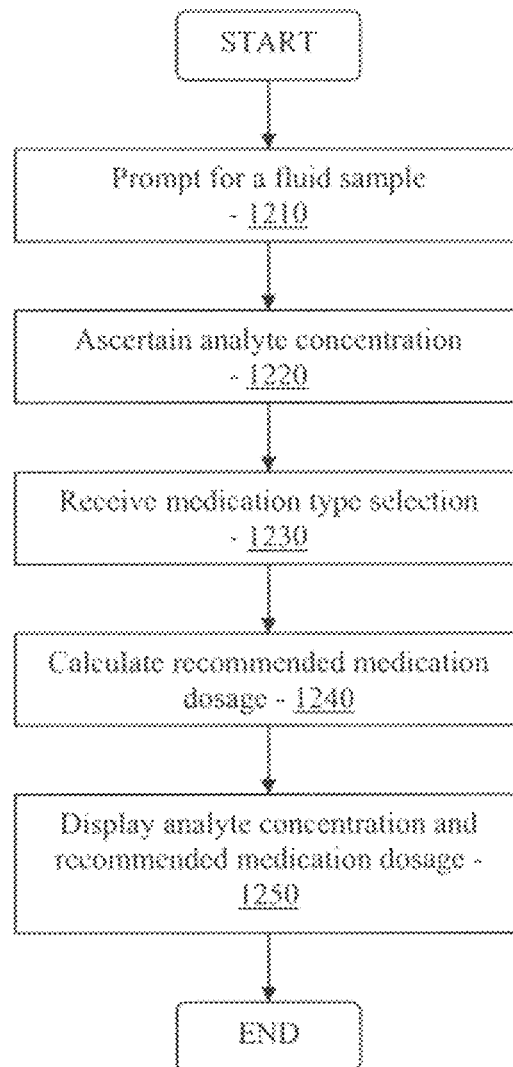 START
Prompt for a fluid sample
- 1210
Ascertain analyte concentration
- 1220
Receive medication type selection
- 1230
Calculate recommended medication
dosage - 1240
Display analyte concentration and
recommended medication dosage -
1250
END